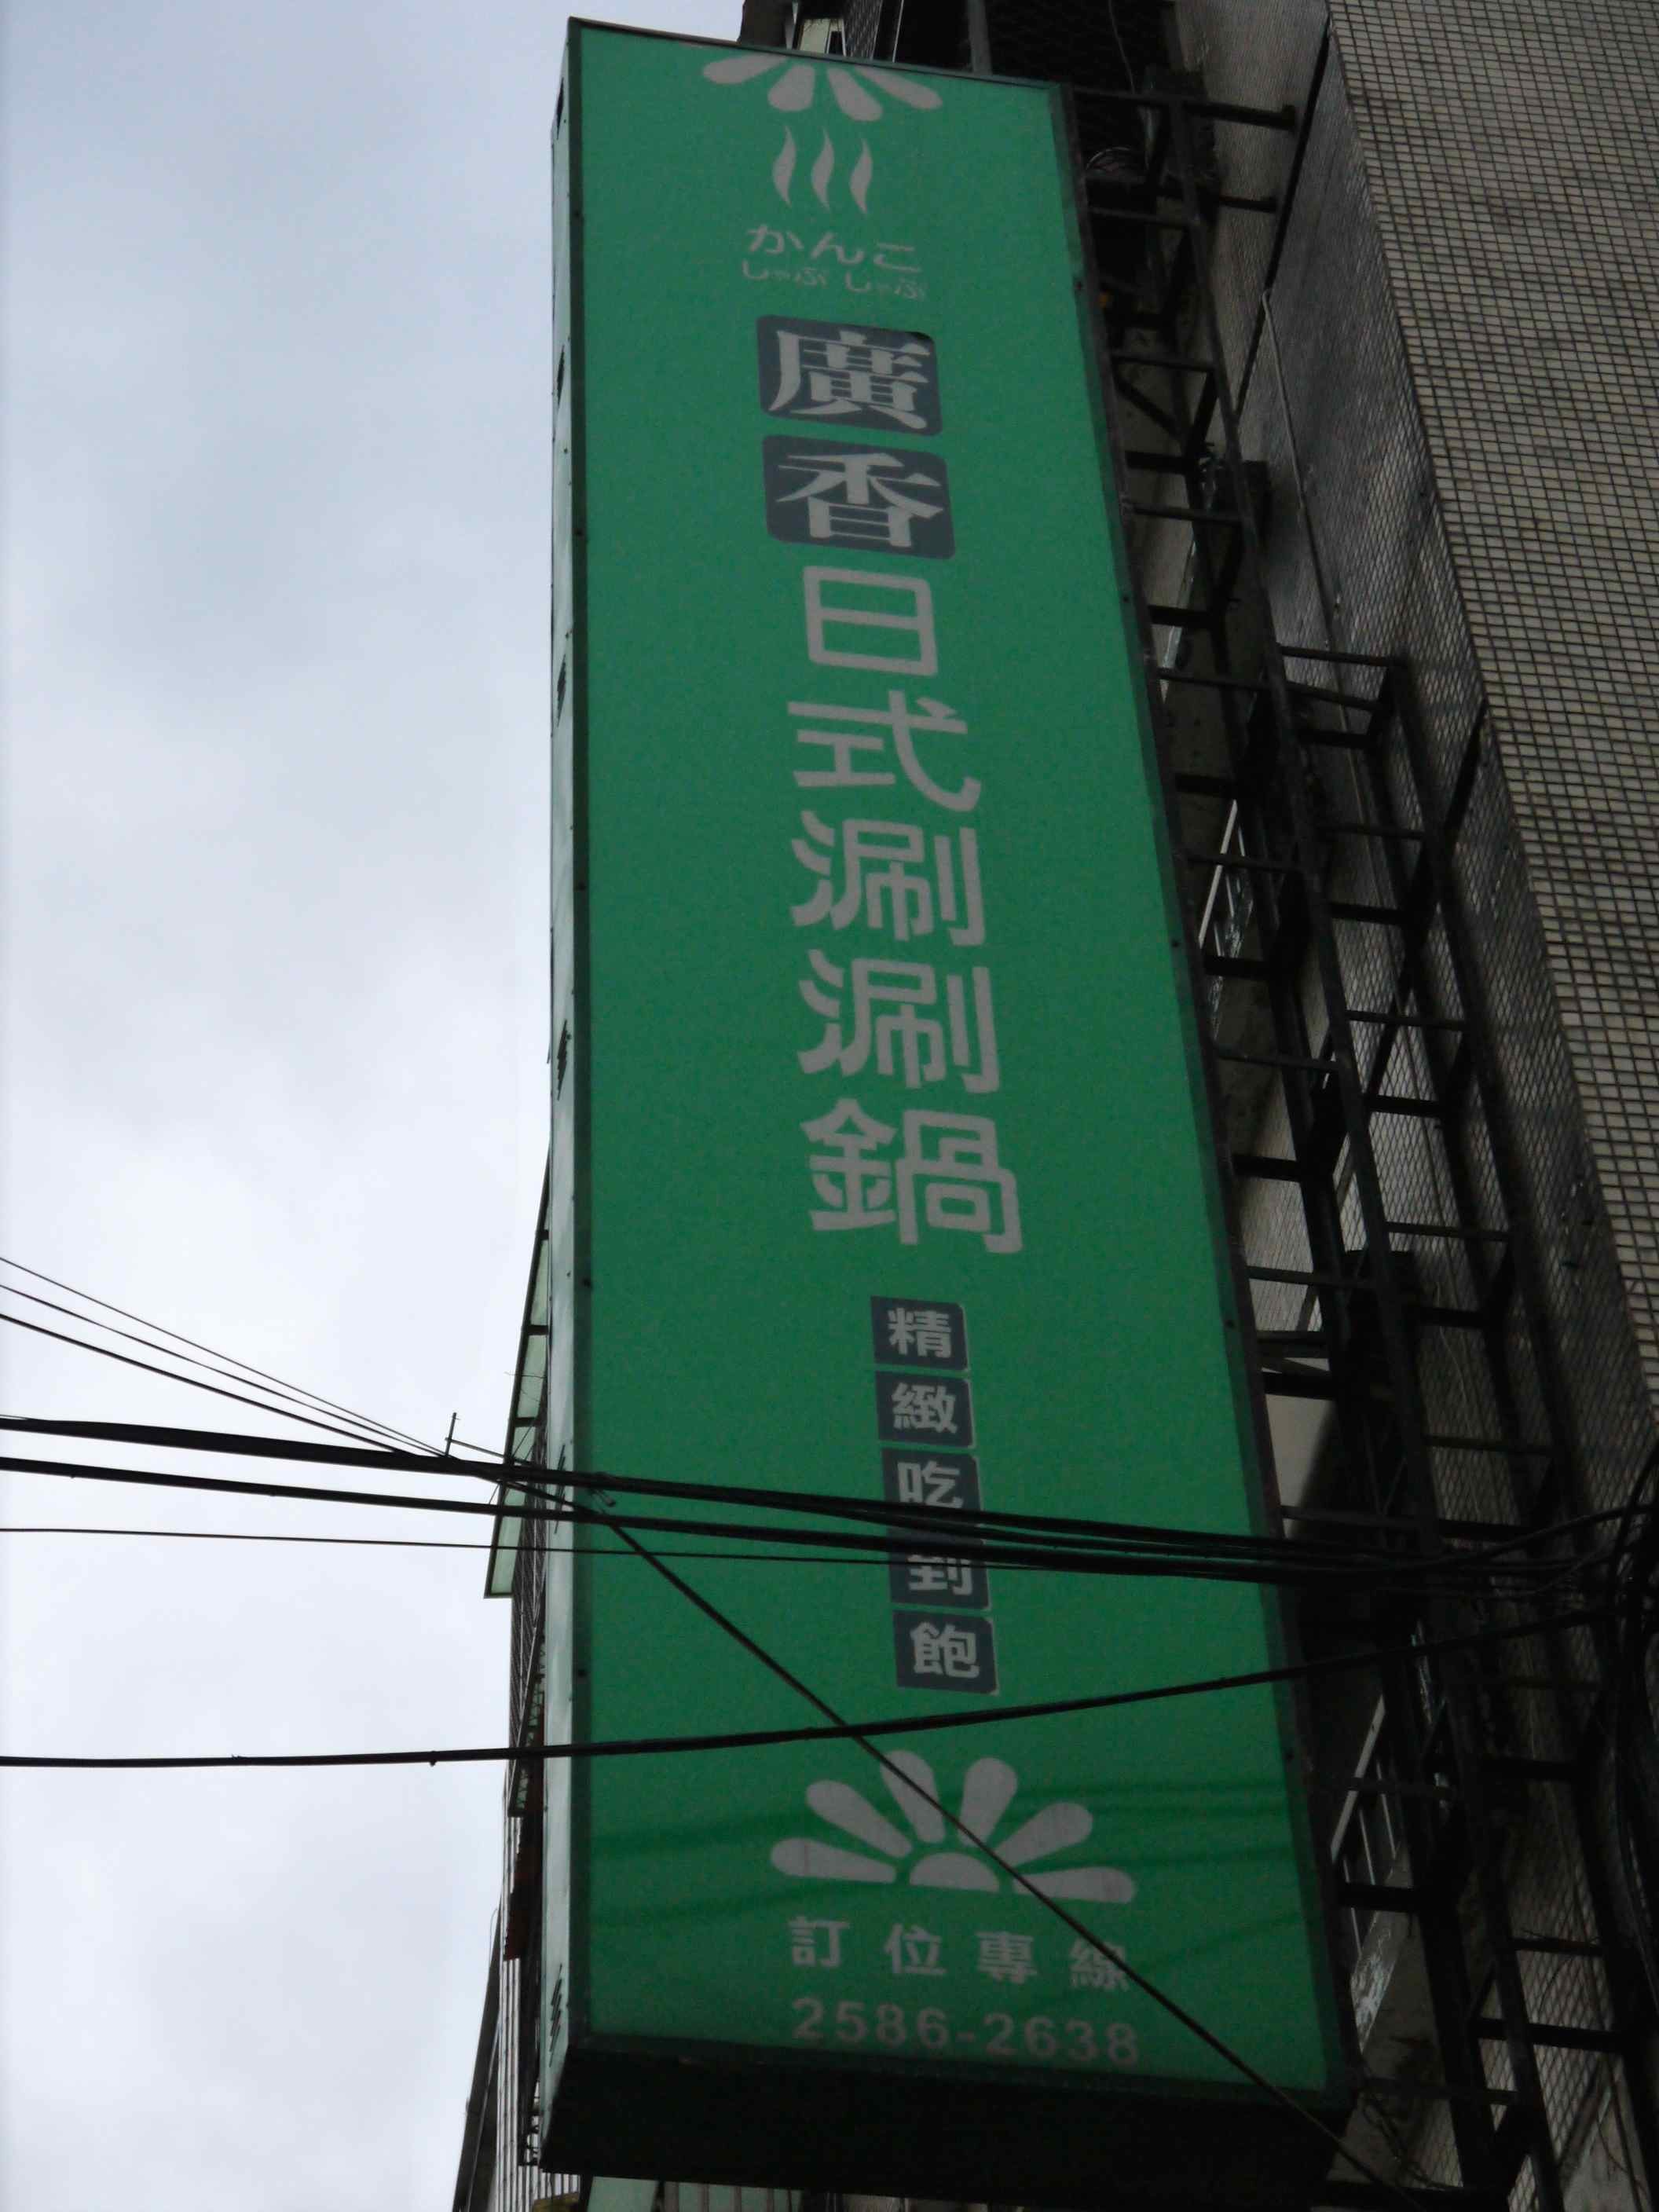 かんこ
しゃぶ しゃぶ
廣香日式涮涮鍋
精緻吃到飽
訂位專線
2586-2638